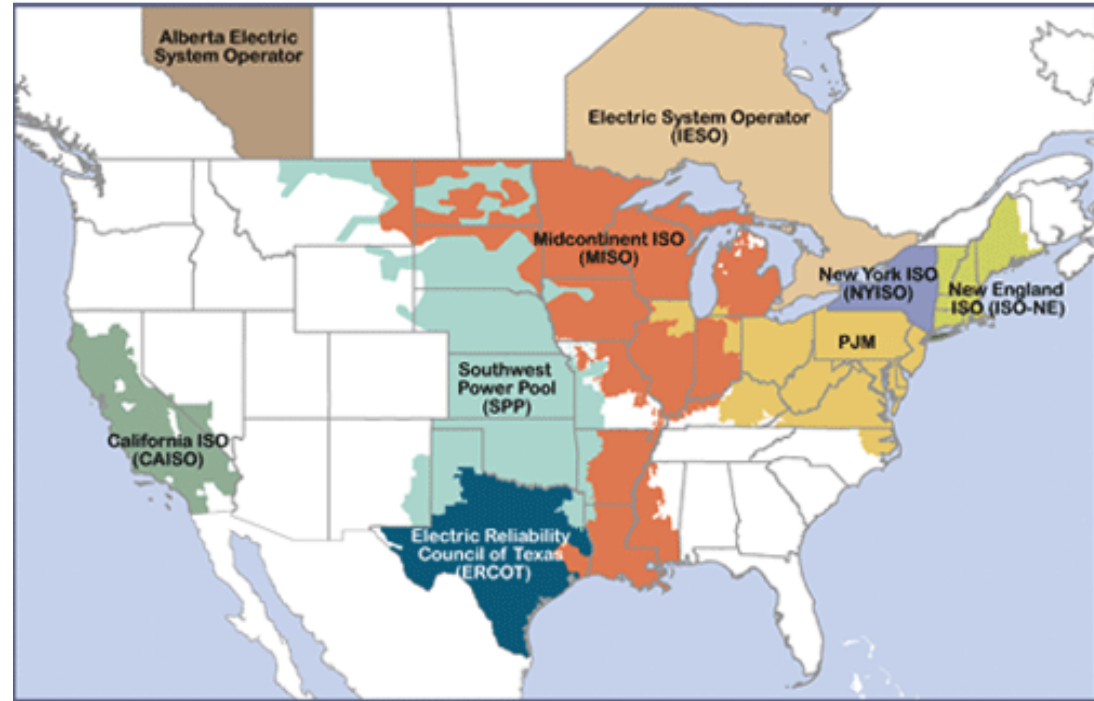 Alberta Electric
System Operator
Electric System Operator
(IESO)
Midcontinent ISO
(MISO)
New York ISO
(NYISO)
New England
ISO (ISO-NE)
PJM
Southwest
Power Pool
(SPP)
California ISO
(CAISO)
Electric Reliability
Council of Texas
(ERCOT)